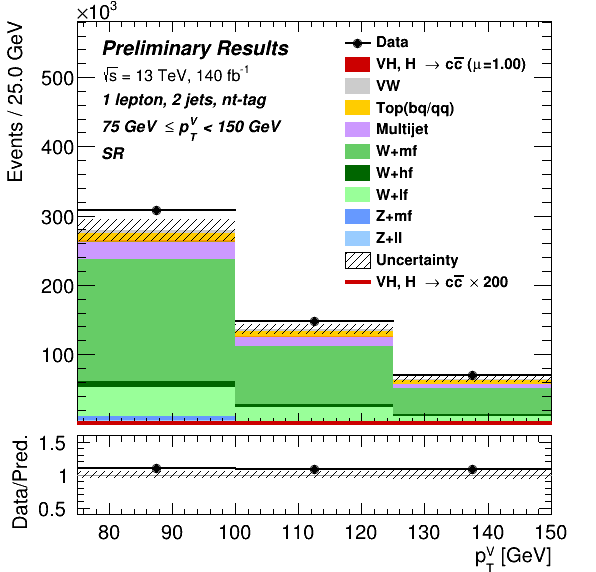 ×10³
Events / 25.0 GeV
500
400
300
200
100
Preliminary Results
√s = 13 TeV, 140 fb⁻¹
1 lepton, 2 jets, nt-tag
75 GeV ≤ p_T^V < 150 GeV
SR
Data
VH, H → cc̅ (μ=1.00)
VW
Top(bq/qq)
Multijet
W+mf
W+hf
W+lf
Z+mf
Z+ll
Uncertainty
VH, H → cc̅ × 200
Data/Pred.
1.5
1
0.5
80 90 100 110 120 130 140 150
p_T^V [GeV]